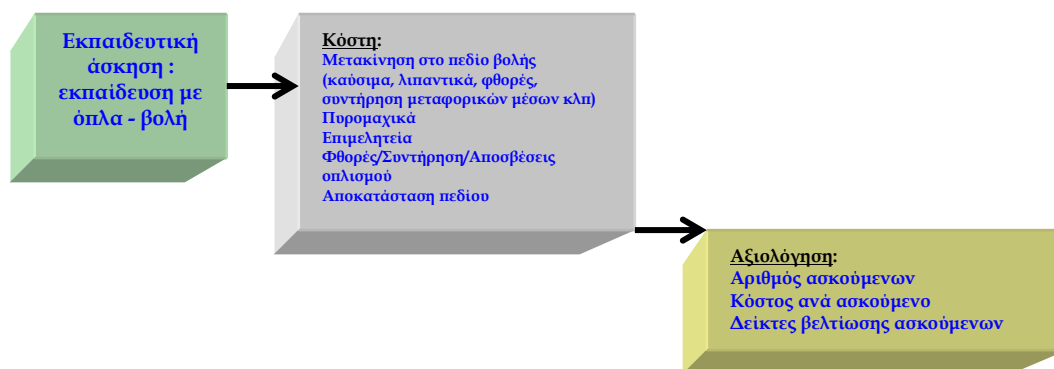 Εκπαιδευτική
άσκηση :
εκπαίδευση με
όπλα - βολή
Κόστη:
Μετακίνηση στο πεδίο βολής
(καύσιμα, λιπαντικά, φθορές,
συντήρηση μεταφορικών μέσων κλπ)
Πυρομαχικά
Επιμελητεία
Φθορές/Συντήρηση/Αποσβέσεις
οπλισμού
Αποκατάσταση πεδίου
Αξιολόγηση:
Αριθμός ασκούμενων
Κόστος ανά ασκούμενο
Δείκτες βελτίωσης ασκούμενων